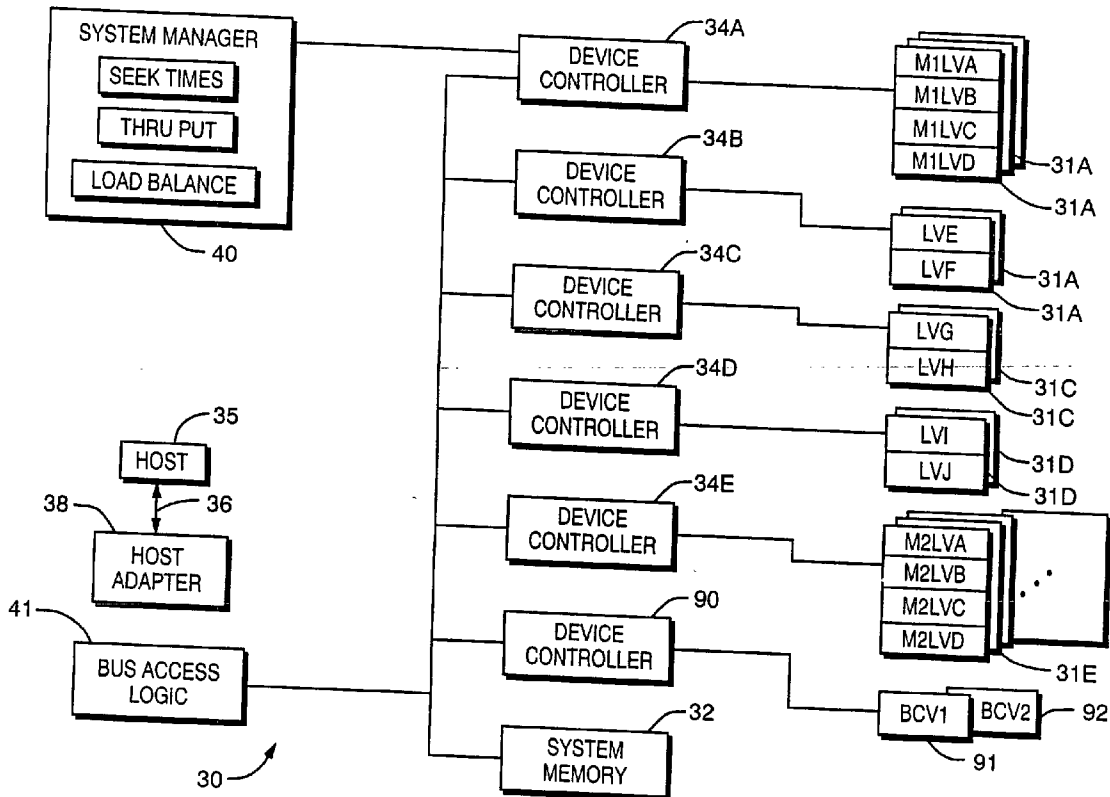 SYSTEM MANAGER
SEEK TIMES
THRU PUT
LOAD BALANCE
40
35
HOST
36
38
HOST
ADAPTER
41
BUS ACCESS
LOGIC
30
34A
DEVICE
CONTROLLER
34B
DEVICE
CONTROLLER
34C
DEVICE
CONTROLLER
34D
DEVICE
CONTROLLER
34E
DEVICE
CONTROLLER
90
DEVICE
CONTROLLER
32
SYSTEM
MEMORY
M1LVA
M1LVB
M1LVC
M1LVD
31A
31A
LVE
LVF
31A
31A
LVG
LVH
31C
31C
LVI
LVJ
31D
31D
M2LVA
M2LVB
M2LVC
M2LVD
31E
BCV1
BCV2
92
91